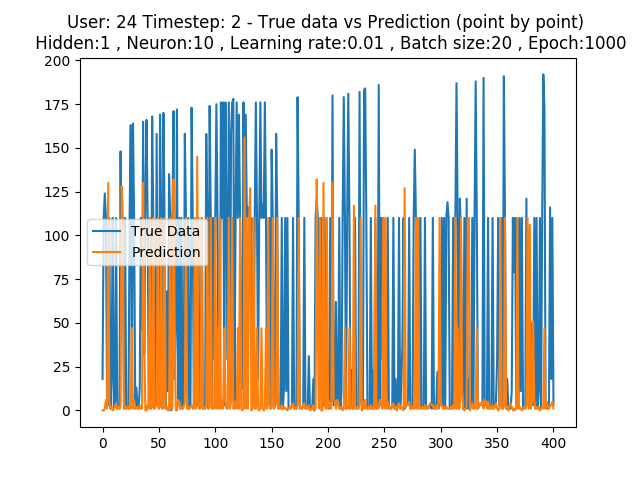 User: 24 Timestep: 2 - True data vs Prediction (point by point)
Hidden:1 , Neuron:10 , Learning rate:0.01 , Batch size:20 , Epoch:1000
200
175
150
125
100
75
50
25
0
True Data
Prediction
0 50 100 150 200 250 300 350 400